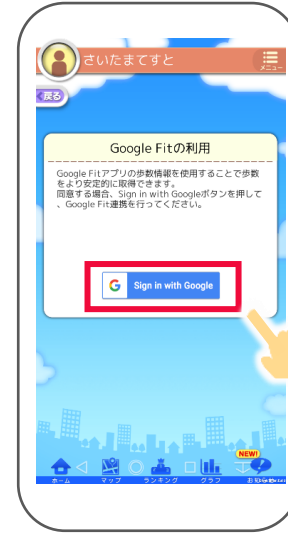 さいたまてすと
メニュー
戻る
Google Fitの利用
Google Fitアプリの歩数情報を使用することで歩数
をより安定的に取得できます。
同意する場合、Sign in with Googleボタンを押して
、Google Fit連携を行ってください。
G Sign in with Google
NEW!
ホーム マップ ランキング グラフ